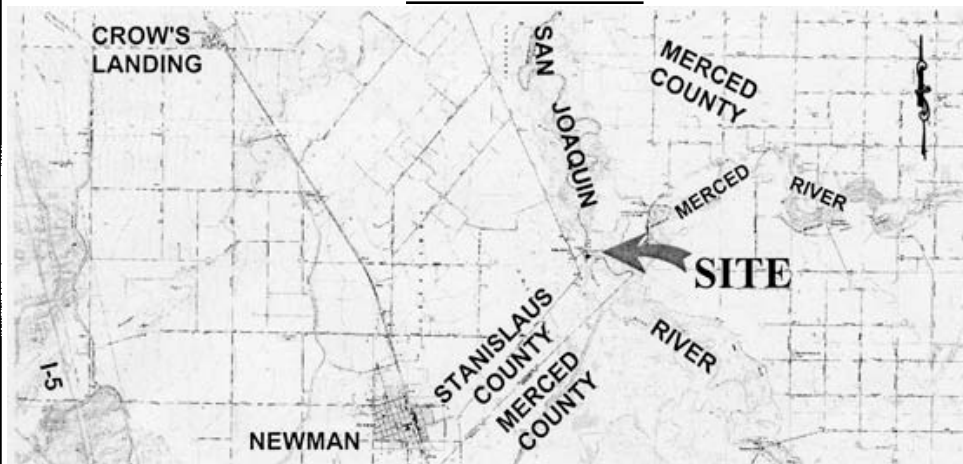 CROW'S
LANDING
SAN
JOAQUIN
MERCED
COUNTY
MERCED
RIVER
SITE
STANISLAUS
COUNTY
MERCED
COUNTY
RIVER
I-5
NEWMAN